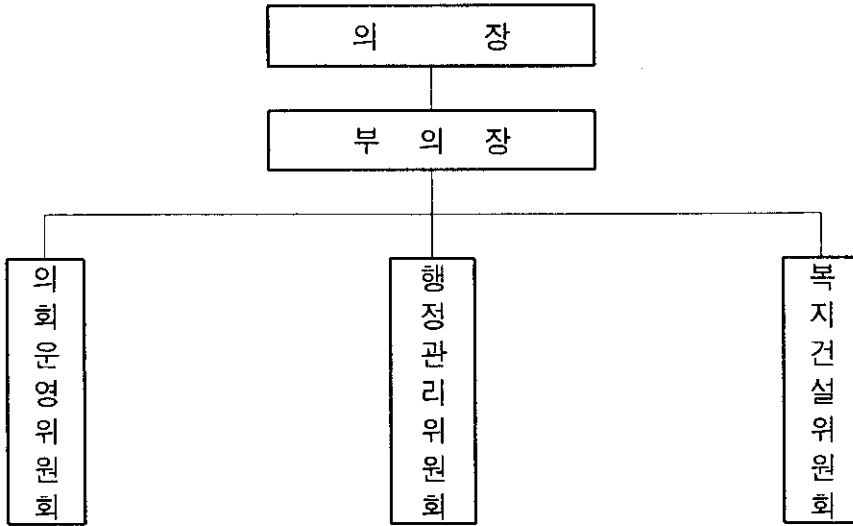 의 장
부 의 장
의회운영위원회
행정관리위원회
복지건설위원회